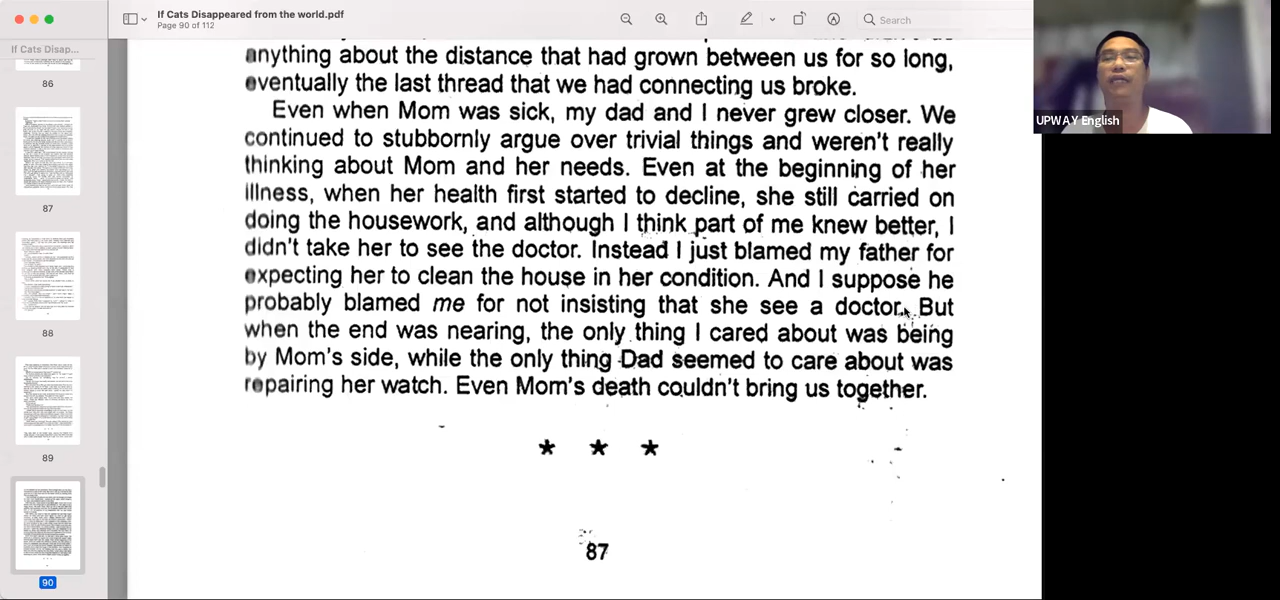 If Cats Disappeared from the world.pdf
Page 90 of 112
Search
If Cats Disap...
86
87
88
89
90
anything about the distance that had grown between us for so long,
eventually the last thread that we had connecting us broke.
Even when Mom was sick, my dad and I never grew closer. We
continued to stubbornly argue over trivial things and weren't really
thinking about Mom and her needs. Even at the beginning of her
illness, when her health first started to decline, she still carried on
doing the housework, and although I think part of me knew better, I
didn't take her to see the doctor. Instead I just blamed my father for
expecting her to clean the house in her condition. And I suppose he
probably blamed me for not insisting that she see a doctor. But
when the end was nearing, the only thing I cared about was being
by Mom's side, while the only thing Dad seemed to care about was
repairing her watch. Even Mom's death couldn't bring us together.
* * *
87
UPWAY English